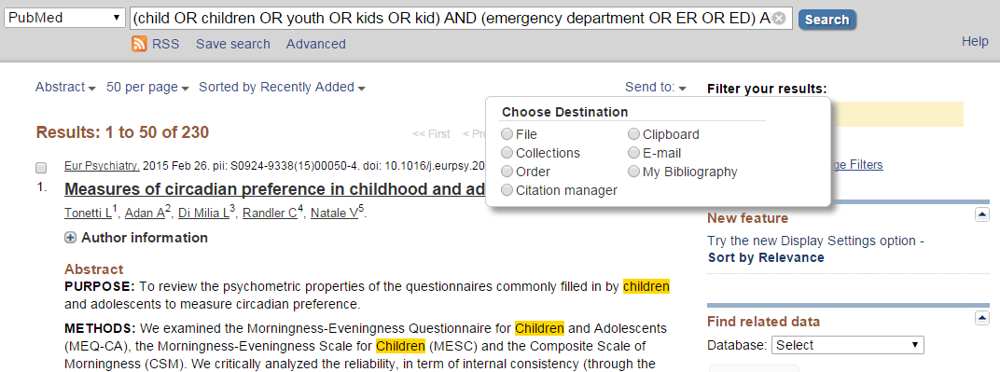 PubMed
(child OR children OR youth OR kids OR kid) AND (emergency department OR ER OR ED) A
Search
RSS Save search Advanced
Help
Abstract 50 per page Sorted by Recently Added Send to:
Filter your results:
Choose Destination
File Clipboard
Collections E-mail
Order My Bibliography
Citation manager
Results: 1 to 50 of 230
<< First < Pr
Filters
Eur Psychiatry. 2015 Feb 26. pii: S0924-9338(15)00050-4. doi: 10.1016/j.eurpsy.20
1. Measures of circadian preference in childhood and
Tonetti L1, Adan A2, Di Milia L3, Randler C4, Natale V5.
Author information
New feature
Try the new Display Settings option -
Sort by Relevance
Abstract
PURPOSE: To review the psychometric properties of the questionnaires commonly filled in by children
and adolescents to measure circadian preference.
METHODS: We examined the Morningness-Eveningness Questionnaire for Children and Adolescents
(MEQ-CA), the Morningness-Eveningness Scale for Children (MESC) and the Composite Scale of
Morningness (CSM). We critically analyzed the reliability, in term of internal consistency (through the
Find related data
Database: Select